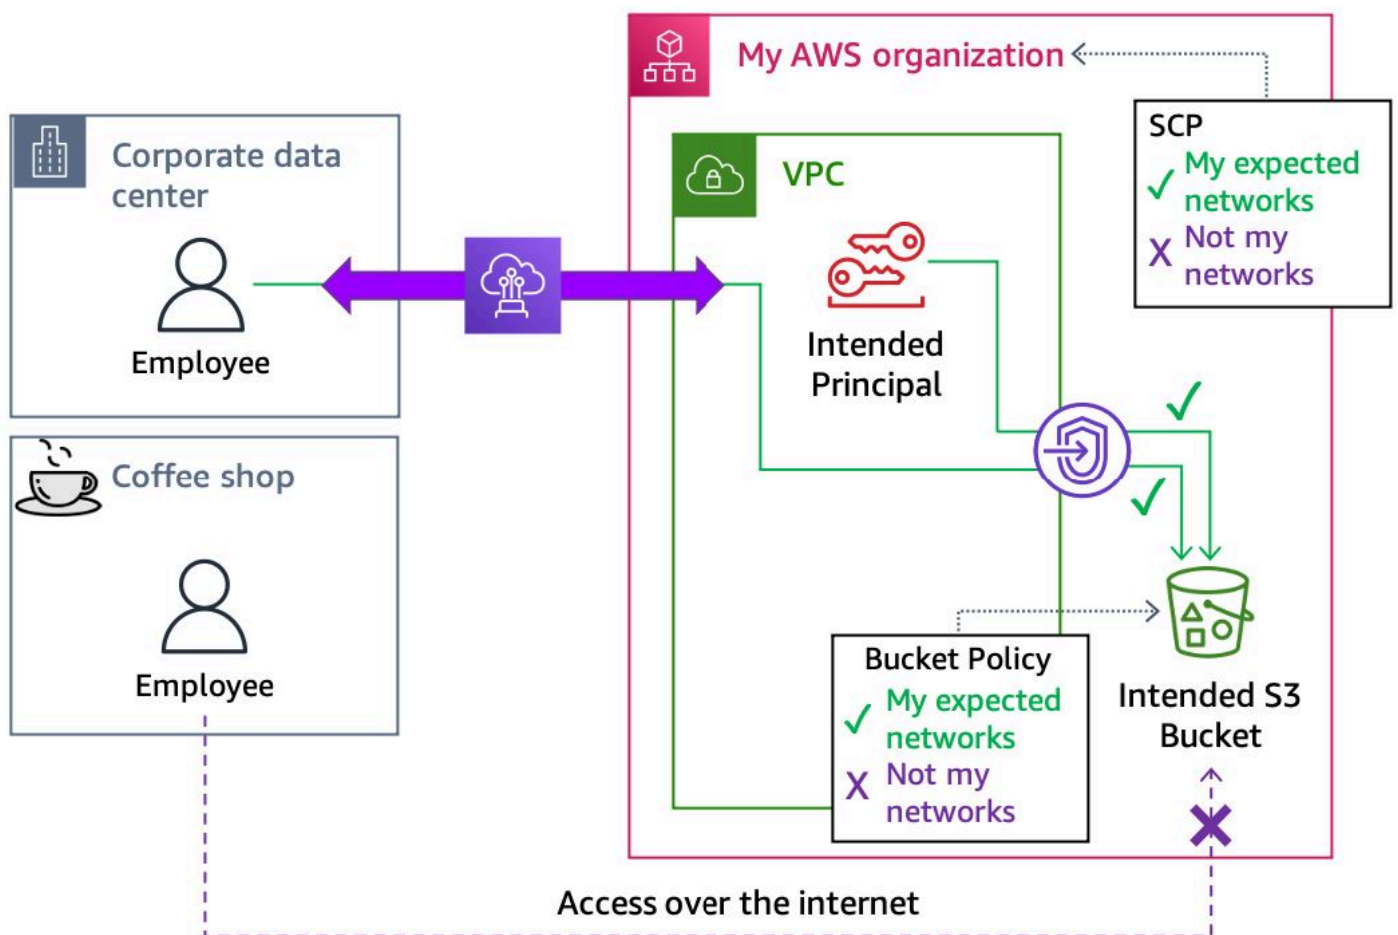 My AWS organization
SCP
✓ My expected
networks
X Not my
networks
Corporate data
center
Employee
VPC
Intended
Principal
Coffee shop
Employee
Bucket Policy
✓ My expected
networks
X Not my
networks
Intended S3
Bucket
Access over the internet